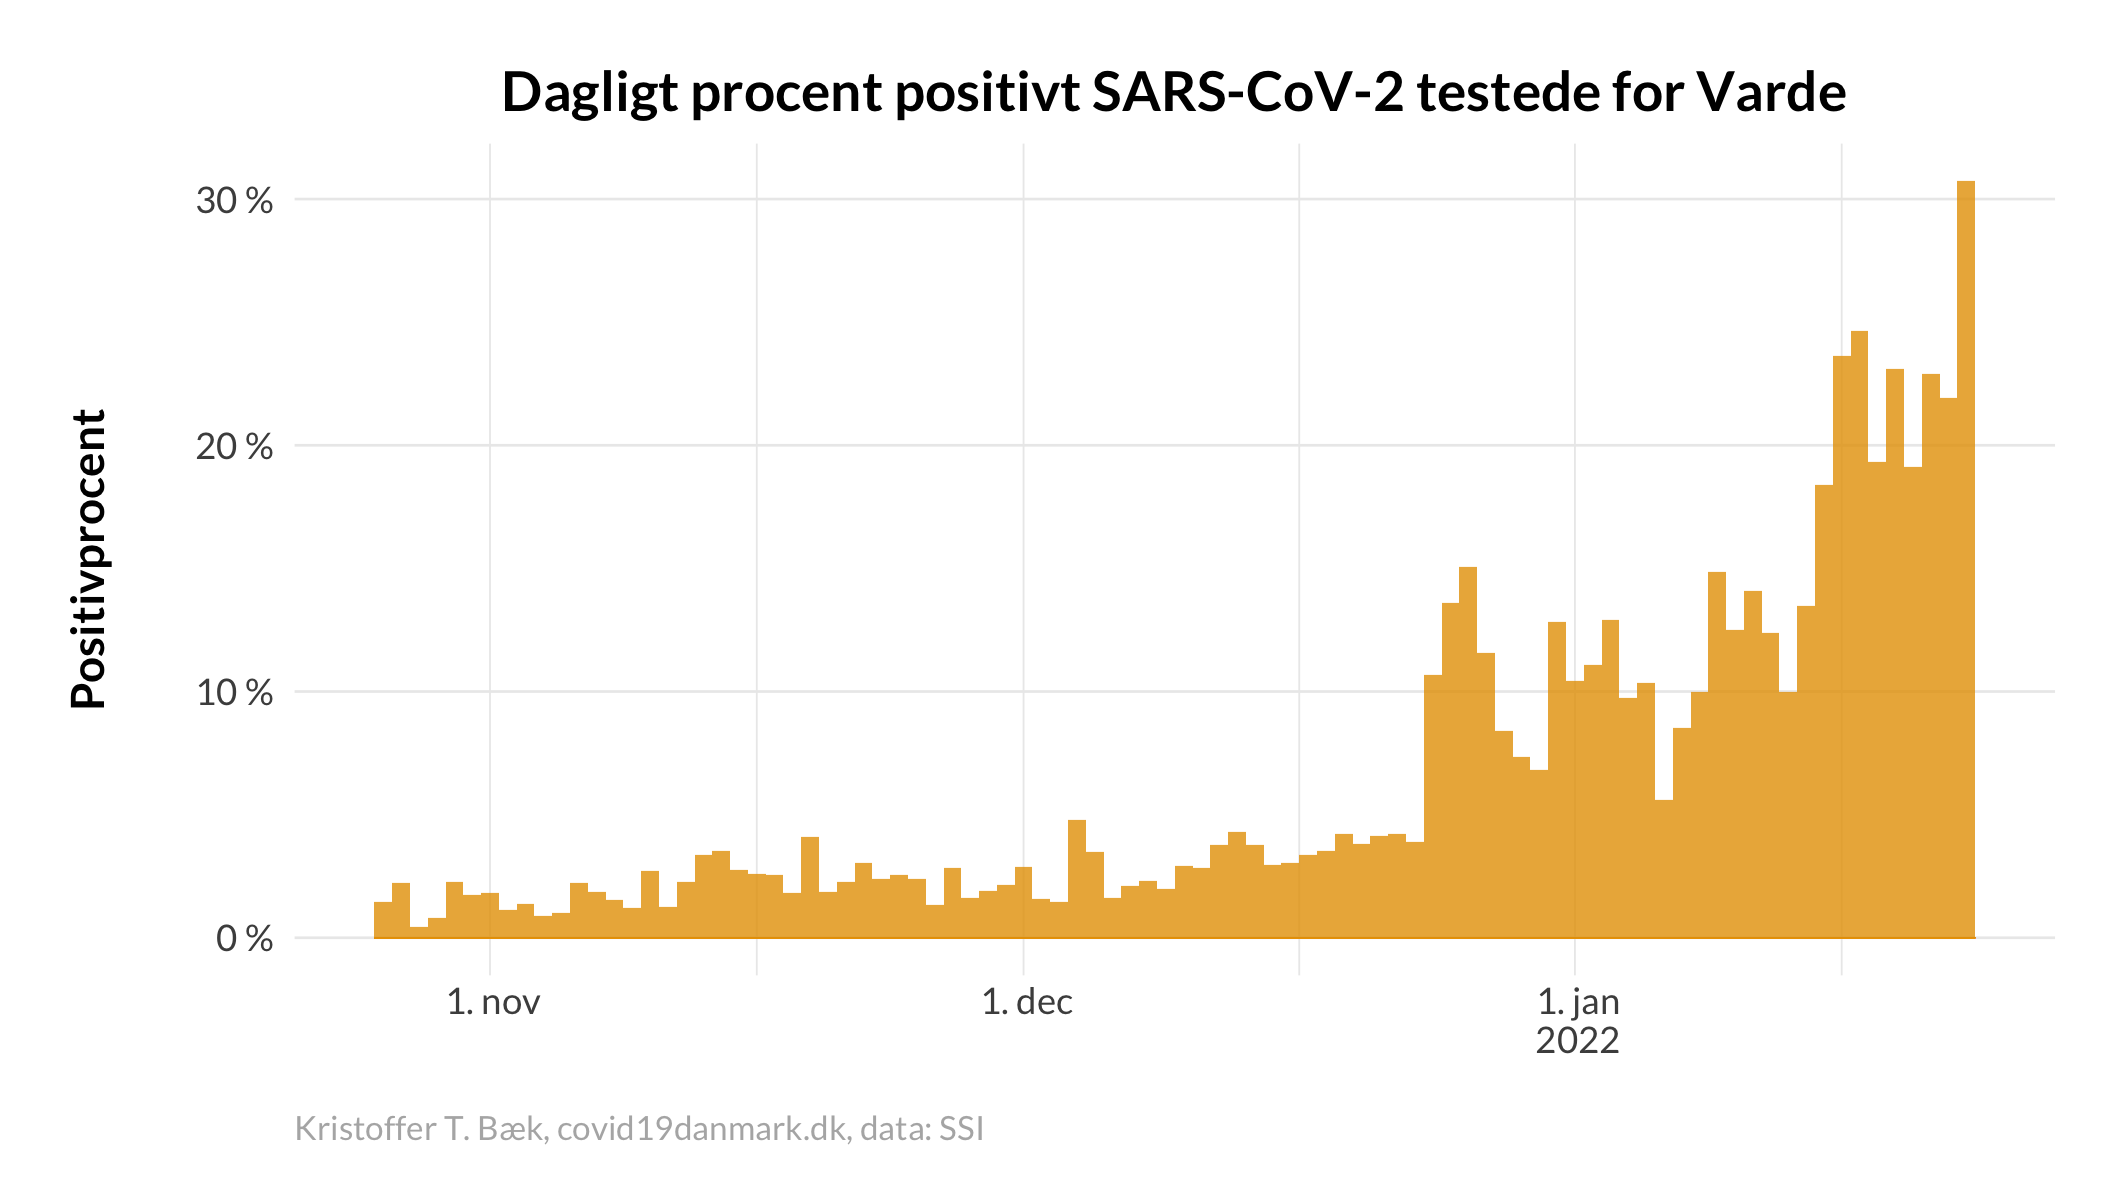 Dagligt procent positivt SARS-CoV-2 testede for Varde
Positivprocent
30 %
20 %
10 %
0 %
1. nov
1. dec
1. jan
2022
Kristoffer T. Bæk, covid19danmark.dk, data: SSI